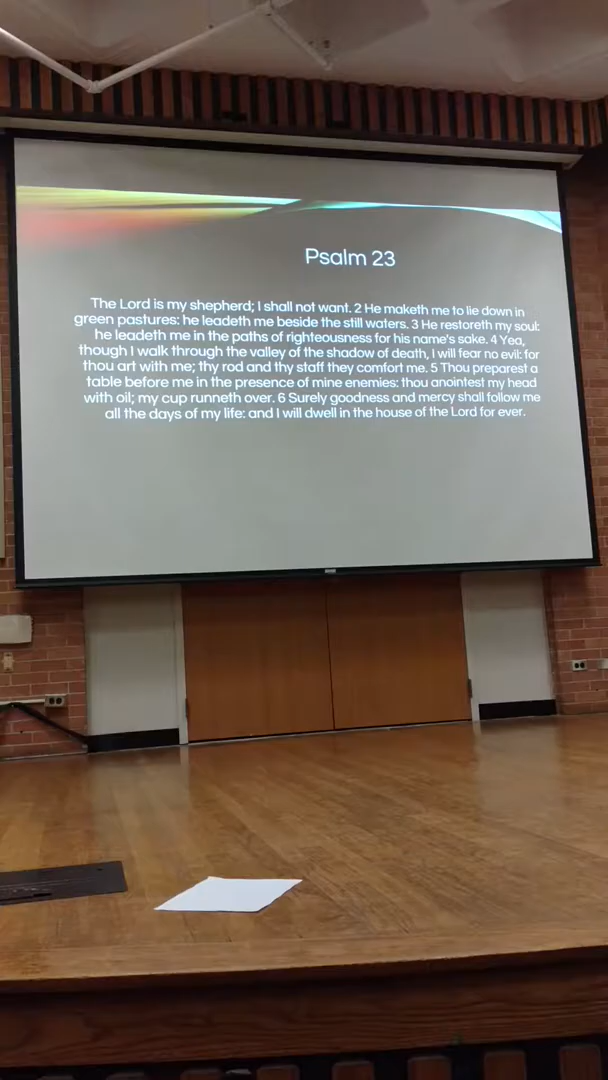 Psalm 23
The Lord is my shepherd; I shall not want. 2 He maketh me to lie down in
green pastures: he leadeth me beside the still waters. 3 He restoreth my soul:
he leadeth me in the paths of righteousness for his name's sake. 4 Yea,
though I walk through the valley of the shadow of death, I will fear no evil: for
thou art with me; thy rod and thy staff they comfort me. 5 Thou preparest a
table before me in the presence of mine enemies: thou anointest my head
with oil; my cup runneth over. 6 Surely goodness and mercy shall follow me
all the days of my life: and I will dwell in the house of the Lord for ever.